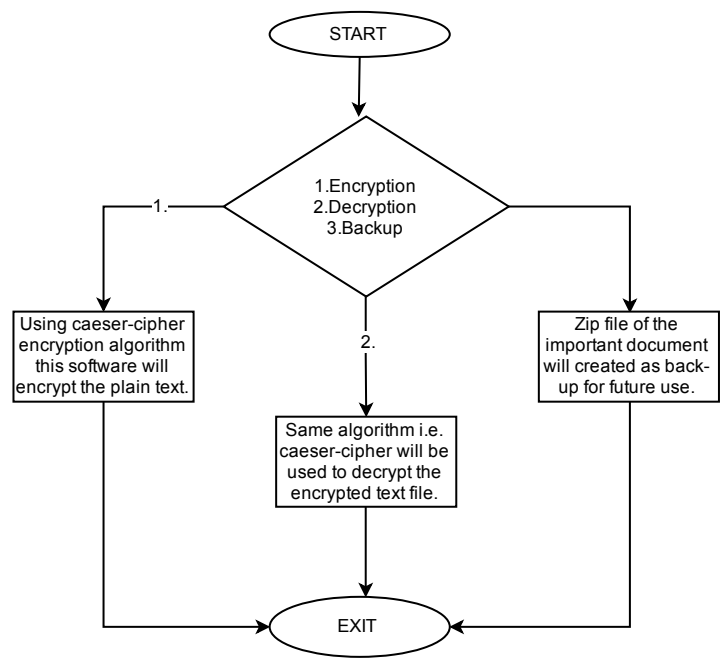 START
1.Encryption
2.Decryption
3.Backup
1.
2.
Using caeser-cipher
encryption algorithm
this software will
encrypt the plain text.
Zip file of the
important document
will created as back-
up for future use.
Same algorithm i.e.
caeser-cipher will be
used to decrypt the
encrypted text file.
EXIT